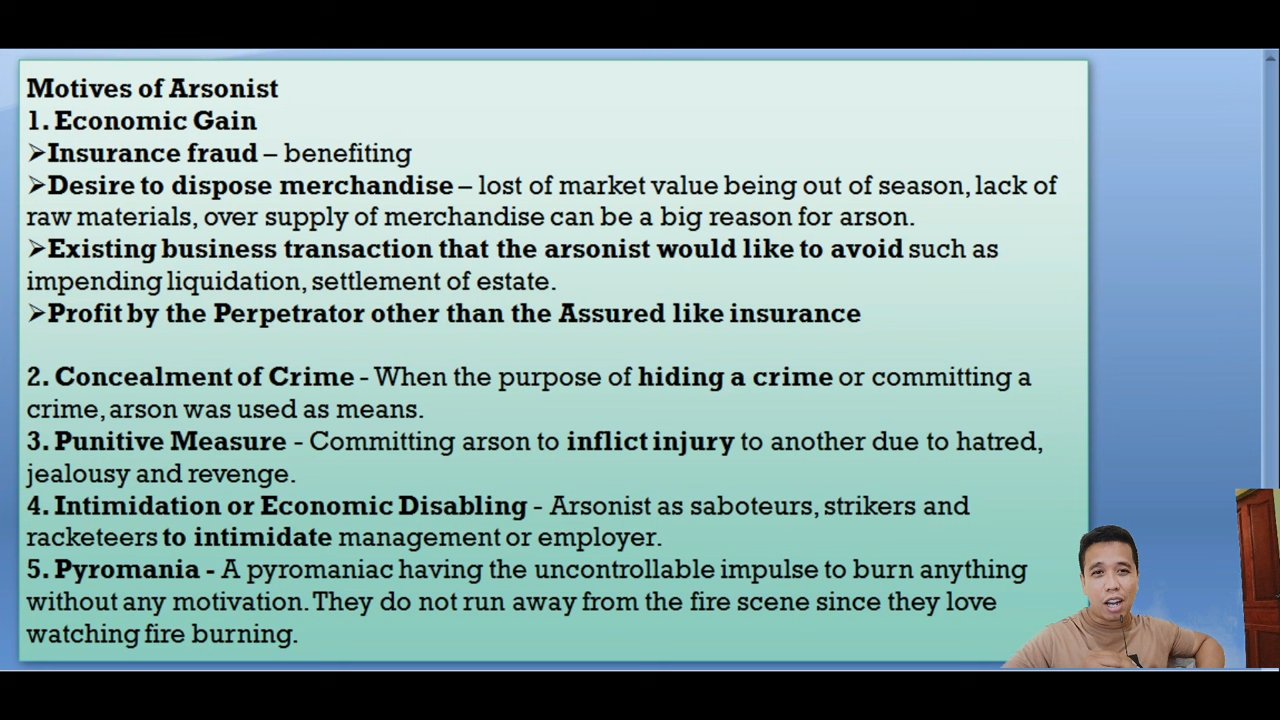 Motives of Arsonist
1. Economic Gain
➢Insurance fraud – benefiting
➢Desire to dispose merchandise – lost of market value being out of season, lack of
raw materials, over supply of merchandise can be a big reason for arson.
➢Existing business transaction that the arsonist would like to avoid such as
impending liquidation, settlement of estate.
➢Profit by the Perpetrator other than the Assured like insurance
2. Concealment of Crime - When the purpose of hiding a crime or committing a
crime, arson was used as means.
3. Punitive Measure - Committing arson to inflict injury to another due to hatred,
jealousy and revenge.
4. Intimidation or Economic Disabling - Arsonist as saboteurs, strikers and
racketeers to intimidate management or employer.
5. Pyromania - A pyromaniac having the uncontrollable impulse to burn anything
without any motivation. They do not run away from the fire scene since they love
watching fire burning.